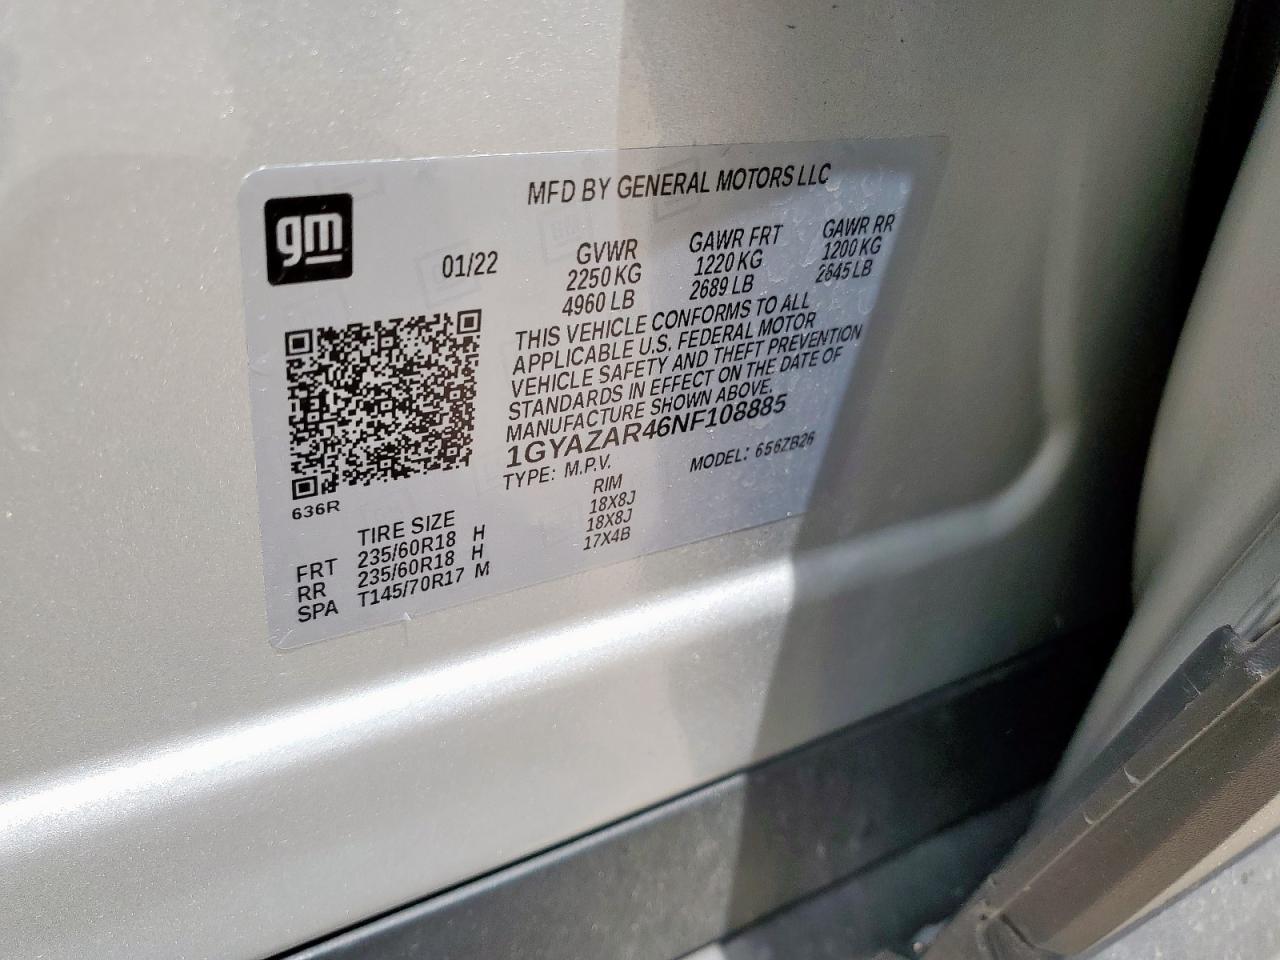 gm
MFD BY GENERAL MOTORS LLC
01/22
GVWR
2250 KG
4960 LB
GAWR FRT
1220 KG
2689 LB
GAWR RR
1200 KG
2645 LB
THIS VEHICLE CONFORMS TO ALL
APPLICABLE U.S. FEDERAL MOTOR
VEHICLE SAFETY AND THEFT PREVENTION
STANDARDS IN EFFECT ON THE DATE OF
MANUFACTURE SHOWN ABOVE.
1GYAZAR46NF108885
TYPE: M.P.V.
MODEL: 656ZB26
636R
TIRE SIZE
RIM
FRT 235/60R18 H 18X8J
RR 235/60R18 H 18X8J
SPA T145/70R17 M 17X4B